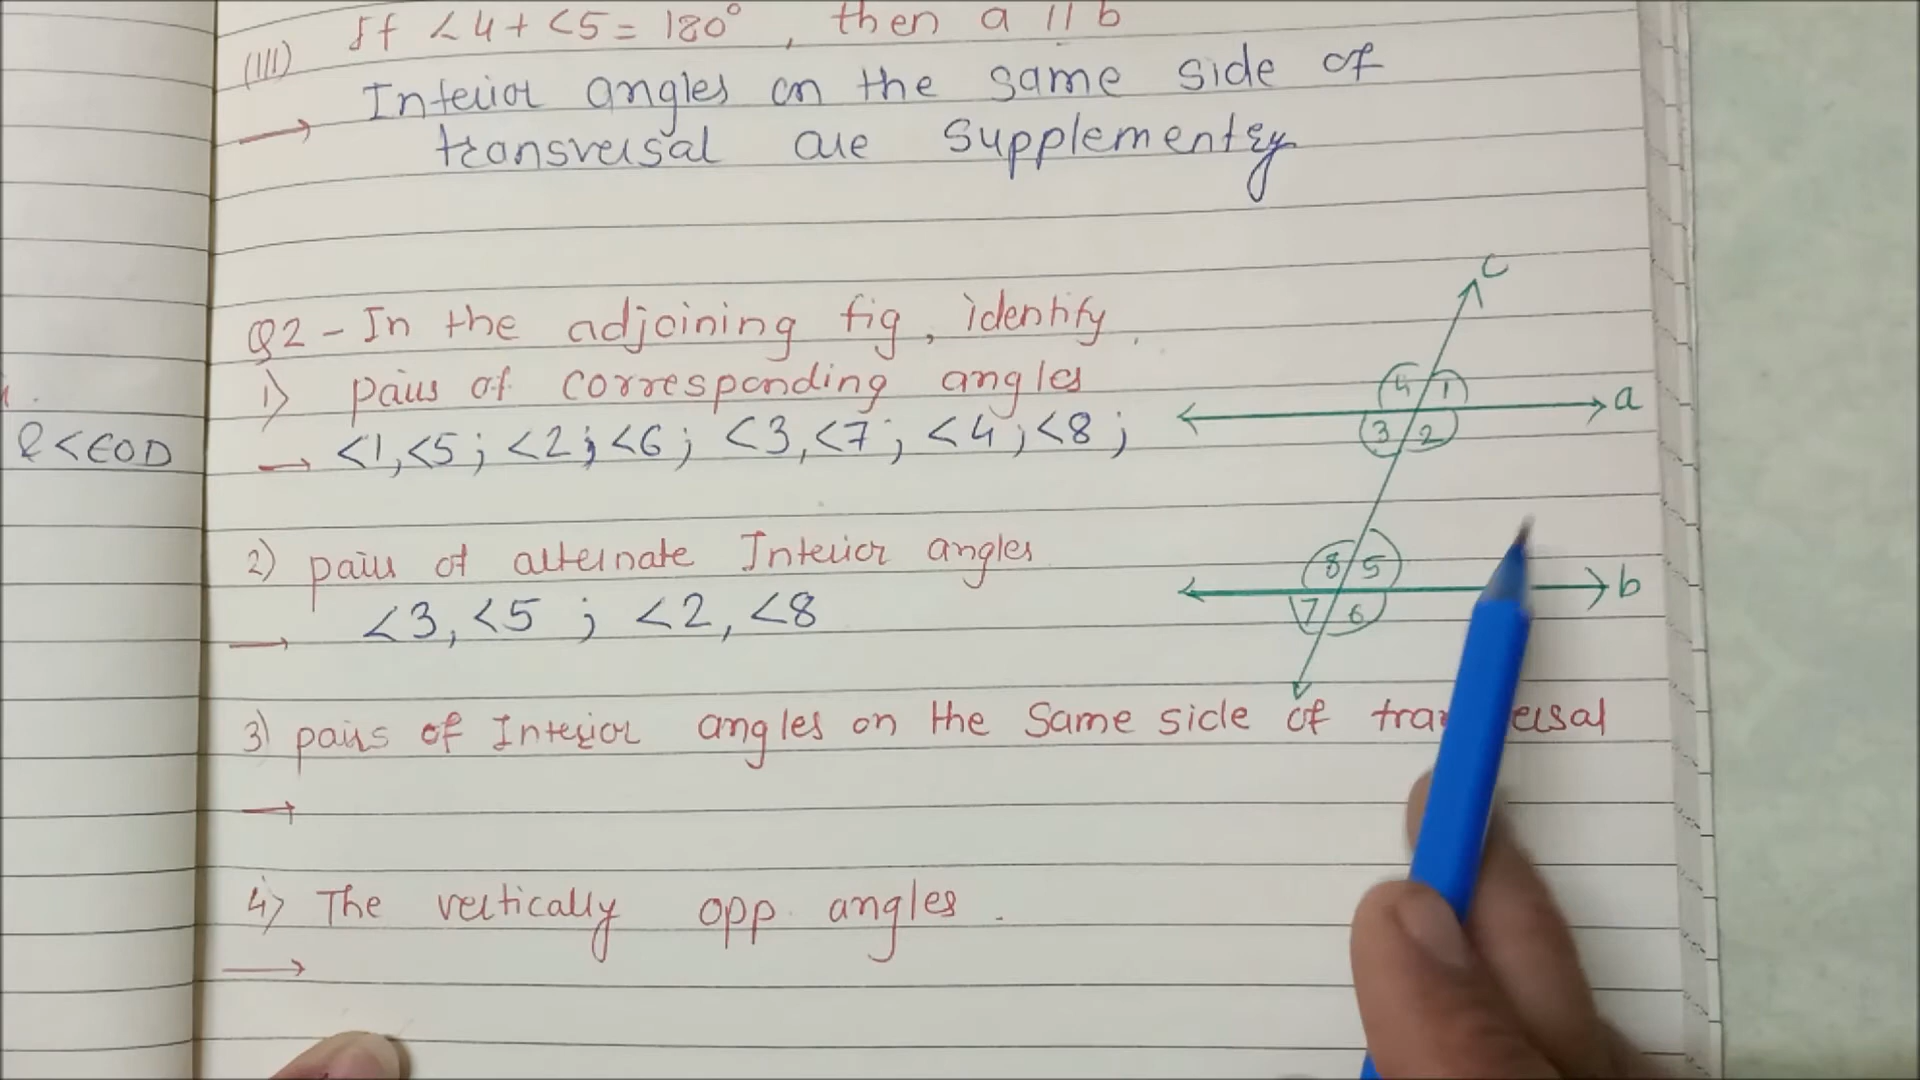 (III) If <4 + <5 = 180°, then a // b
Interior angles on the same side of
transversal are Supplementry
Q2 - In the adjoining fig, identify
1) pairs of corresponding angles
<1, <5 ; <2 ; <6 ; <3, <7 ; <4 ; <8 ;
2) pairs of alternate Interior angles
<3, <5 ; <2, <8
3) pairs of Interior angles on the Same side of tra ersal
4) The vertically opp. angles.
<EOD
c
4 1
a
3 2
8 5
b
7 6